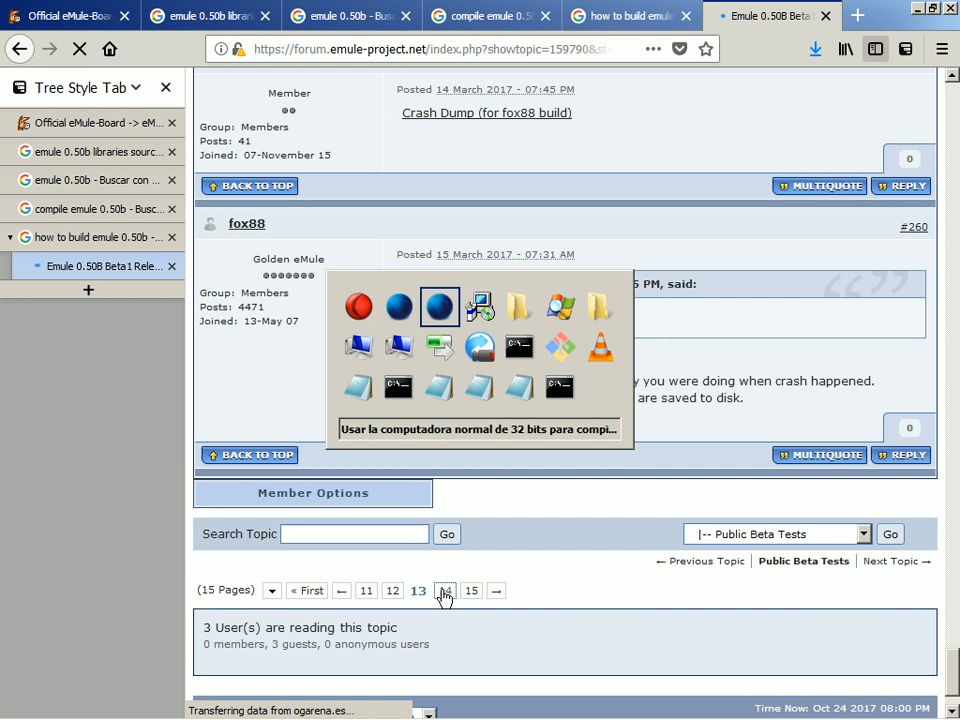 Official eMule-Board
emule 0.50b librari
emule 0.50b - Busc
compile emule 0.50
how to build emule
Emule 0.50B Beta1
https://forum.emule-project.net/index.php?showtopic=159790&s
Tree Style Tab
Official eMule-Board -> eM...
emule 0.50b libraries sourc...
emule 0.50b - Buscar con ...
compile emule 0.50b - Busc...
how to build emule 0.50b -...
Emule 0.50B Beta1 Rele...
+
Member
Group: Members
Posts: 41
Joined: 07-November 15
Posted 14 March 2017 - 07:45 PM
Crash Dump (for fox88 build)
0
BACK TO TOP
MULTIQUOTE
REPLY
fox88
#260
Golden eMule
Group: Members
Posts: 4471
Joined: 13-May 07
Posted 15 March 2017 - 07:31 AM
5 PM, said:
y you were doing when crash happened.
are saved to disk.
C:\_
C:\_
C:\_
Usar la computadora normal de 32 bits para compi...
0
BACK TO TOP
MULTIQUOTE
REPLY
Member Options
Search Topic
Go
|-- Public Beta Tests
Go
← Previous Topic
Public Beta Tests
Next Topic →
(15 Pages)
« First
←
11
12
13
14
15
→
3 User(s) are reading this topic
0 members, 3 guests, 0 anonymous users
Transferring data from ogarena.es...
Time Now: Oct 24 2017 08:00 PM